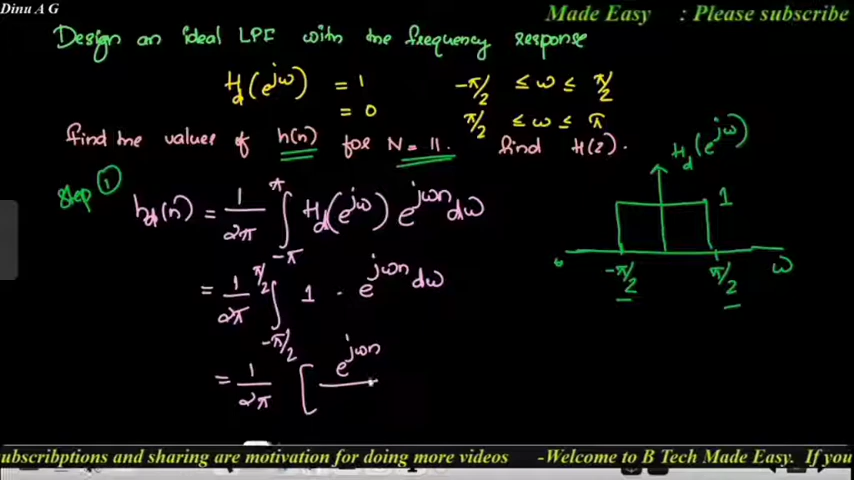 Dinu A G
Made Easy : Please subscribe
Design an ideal LPF with the frequency response
H_d(e^{jω}) = 1   -π/2 ≤ ω ≤ π/2
= 0   π/2 ≤ ω ≤ π
find the values of h(n) for N = 11. find H(z).
step ①
h_d(n) = 1/2π ∫_{-π}^{π} H_d(e^{jω}) e^{jωn} dω
= 1/2π ∫_{-π/2}^{π/2} 1 · e^{jωn} dω
= 1/2π [ e^{jωn}
H_d(e^{jω})
1
-π/2   π/2   ω
ubscribptions and sharing are motivation for doing more videos -Welcome to B Tech Made Easy. If you